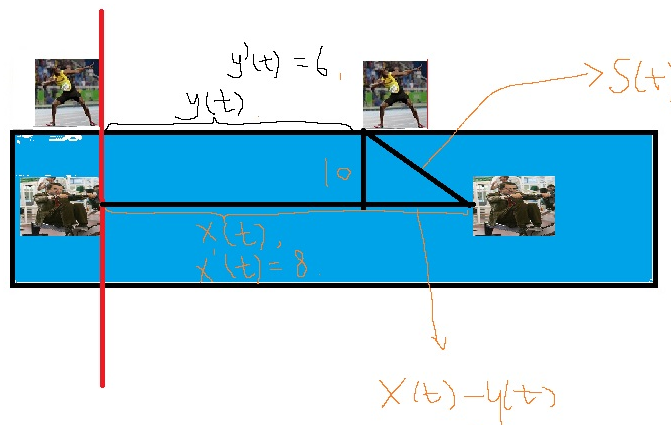 y'(t) = 6.
y(t)
S(t)
10
x(t),
x'(t) = 8
x(t) - y(t)